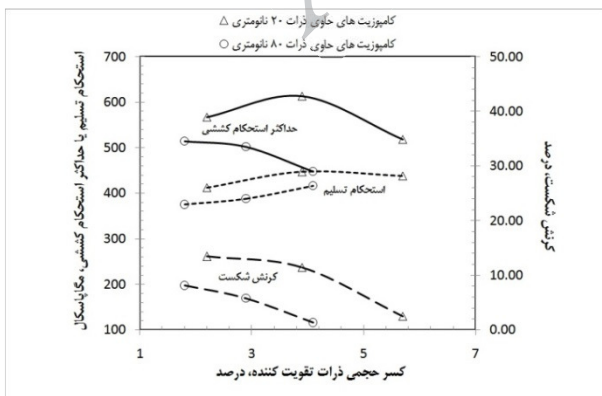 کامپوزیت های حاوی ذرات ۲۰ نانومتری
کامپوزیت های حاوی ذرات ۸۰ نانومتری
استحکام تسلیم یا حداکثر استحکام کششی، مگاپاسکال
700
600
500
400
300
200
100
50.00
40.00
30.00
20.00
10.00
0.00
کرنش شکست، درصد
حداکثر استحکام کششی
استحکام تسلیم
کرنش شکست
1 3 5 7
کسر حجمی ذرات تقویت کننده، درصد